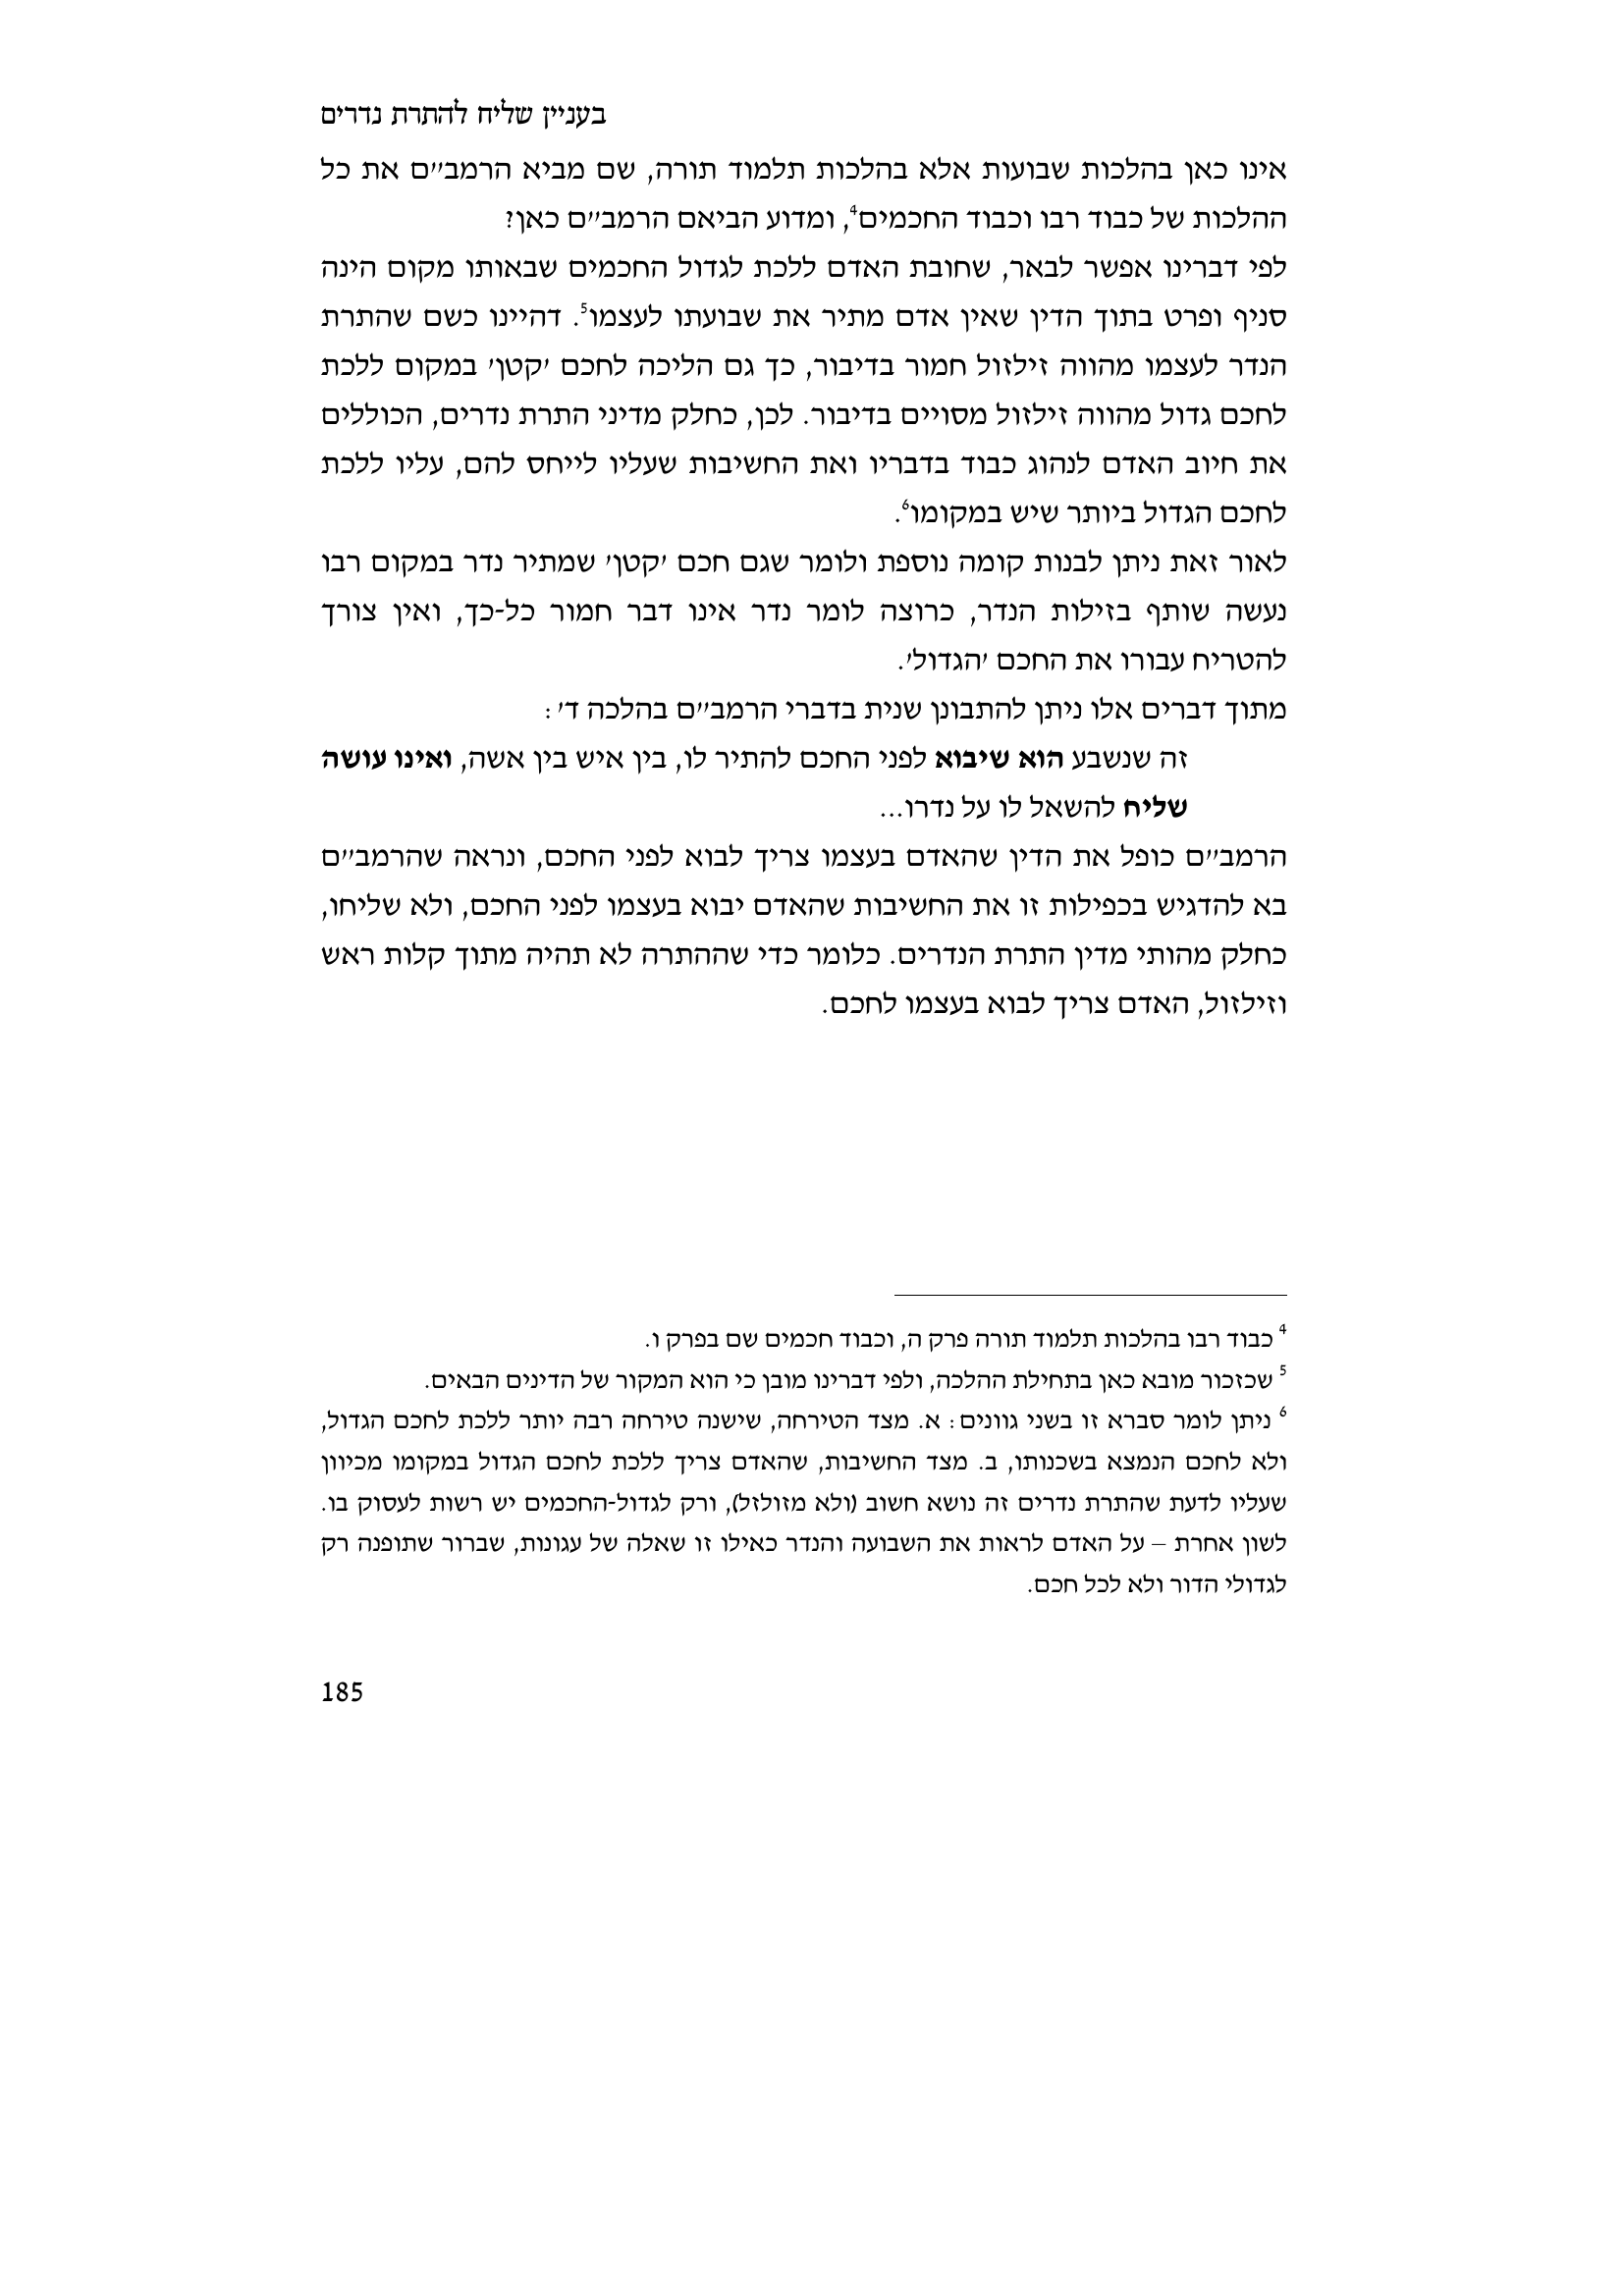 בעניין שליח להתרת נדרים
אינו כאן בהלכות שבועות אלא בהלכות תלמוד תורה, שם מביא הרמב״ם את כל
ההלכות של כבוד רבו וכבוד החכמים4, ומדוע הביאם הרמב״ם כאן?
לפי דברינו אפשר לבאר, שחובת האדם ללכת לגדול החכמים שבאותו מקום הינה
סניף ופרט בתוך הדין שאין אדם מתיר את שבועתו לעצמו5. דהיינו כשם שהתרת
הנדר לעצמו מהווה זילזול חמור בדיבור, כך גם הליכה לחכם ׳קטן׳ במקום ללכת
לחכם גדול מהווה זילזול מסויים בדיבור. לכן, כחלק מדיני התרת נדרים, הכוללים
את חיוב האדם לנהוג כבוד בדבריו ואת החשיבות שעליו לייחס להם, עליו ללכת
לחכם הגדול ביותר שיש במקומו6.
לאור זאת ניתן לבנות קומה נוספת ולומר שגם חכם ׳קטן׳ שמתיר נדר במקום רבו
נעשה שותף בזילות הנדר, כרוצה לומר נדר אינו דבר חמור כל-כך, ואין צורך
להטריח עבורו את החכם ׳הגדול׳.
מתוך דברים אלו ניתן להתבונן שנית בדברי הרמב״ם בהלכה ד׳:
זה שנשבע הוא שיבוא לפני החכם להתיר לו, בין איש בין אשה, ואינו עושה
שליח להשאל לו על נדרו...
הרמב״ם כופל את הדין שהאדם בעצמו צריך לבוא לפני החכם, ונראה שהרמב״ם
בא להדגיש בכפילות זו את החשיבות שהאדם יבוא בעצמו לפני החכם, ולא שליחו,
כחלק מהותי מדין התרת הנדרים. כלומר כדי שההתרה לא תהיה מתוך קלות ראש
וזילזול, האדם צריך לבוא בעצמו לחכם.
4 כבוד רבו בהלכות תלמוד תורה פרק ה, וכבוד חכמים שם בפרק ו.
5 שכזכור מובא כאן בתחילת ההלכה, ולפי דברינו מובן כי הוא המקור של הדינים הבאים.
6 ניתן לומר סברא זו בשני גוונים: א. מצד הטירחה, שישנה טירחה רבה יותר ללכת לחכם הגדול,
ולא לחכם הנמצא בשכנותו, ב. מצד החשיבות, שהאדם צריך ללכת לחכם הגדול במקומו מכיוון
שעליו לדעת שהתרת נדרים זה נושא חשוב (ולא מזולזל), ורק לגדול-החכמים יש רשות לעסוק בו.
לשון אחרת – על האדם לראות את השבועה והנדר כאילו זו שאלה של עגונות, שברור שתופנה רק
לגדולי הדור ולא לכל חכם.
185